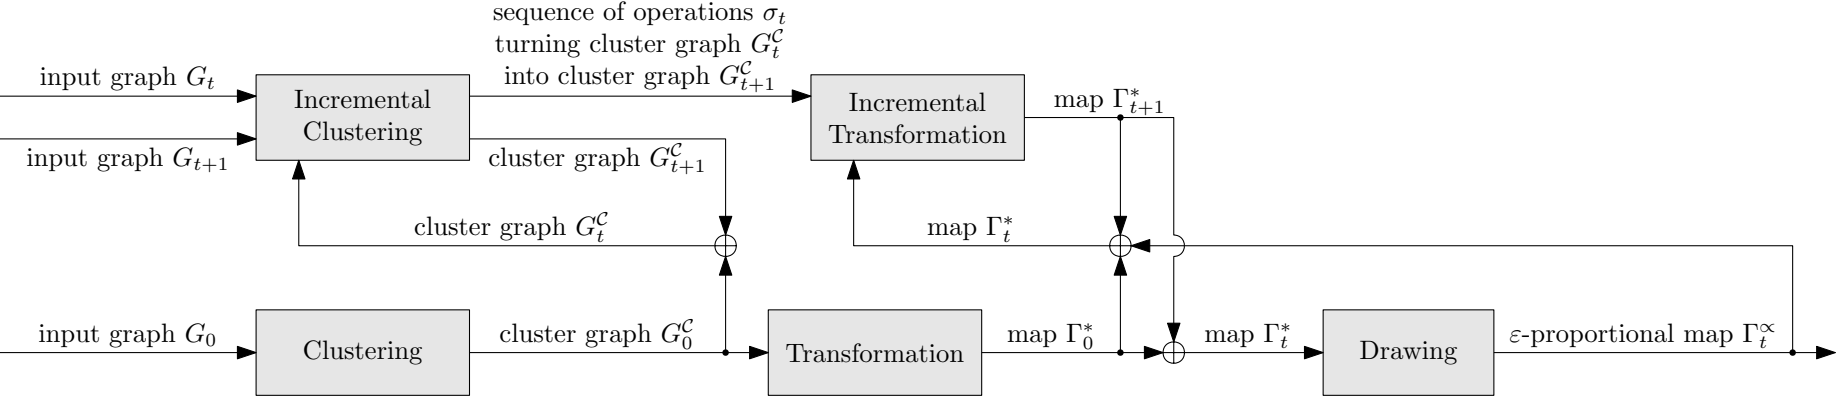 sequence of operations σ_t
turning cluster graph G_t^𝒞
into cluster graph G_{t+1}^𝒞
input graph G_t
Incremental
Clustering
Incremental
Transformation
map Γ_{t+1}^*
input graph G_{t+1}
cluster graph G_{t+1}^𝒞
cluster graph G_t^𝒞
map Γ_t^*
input graph G_0
Clustering
cluster graph G_0^𝒞
Transformation
map Γ_0^*
map Γ_t^*
Drawing
ε-proportional map Γ_t^∝